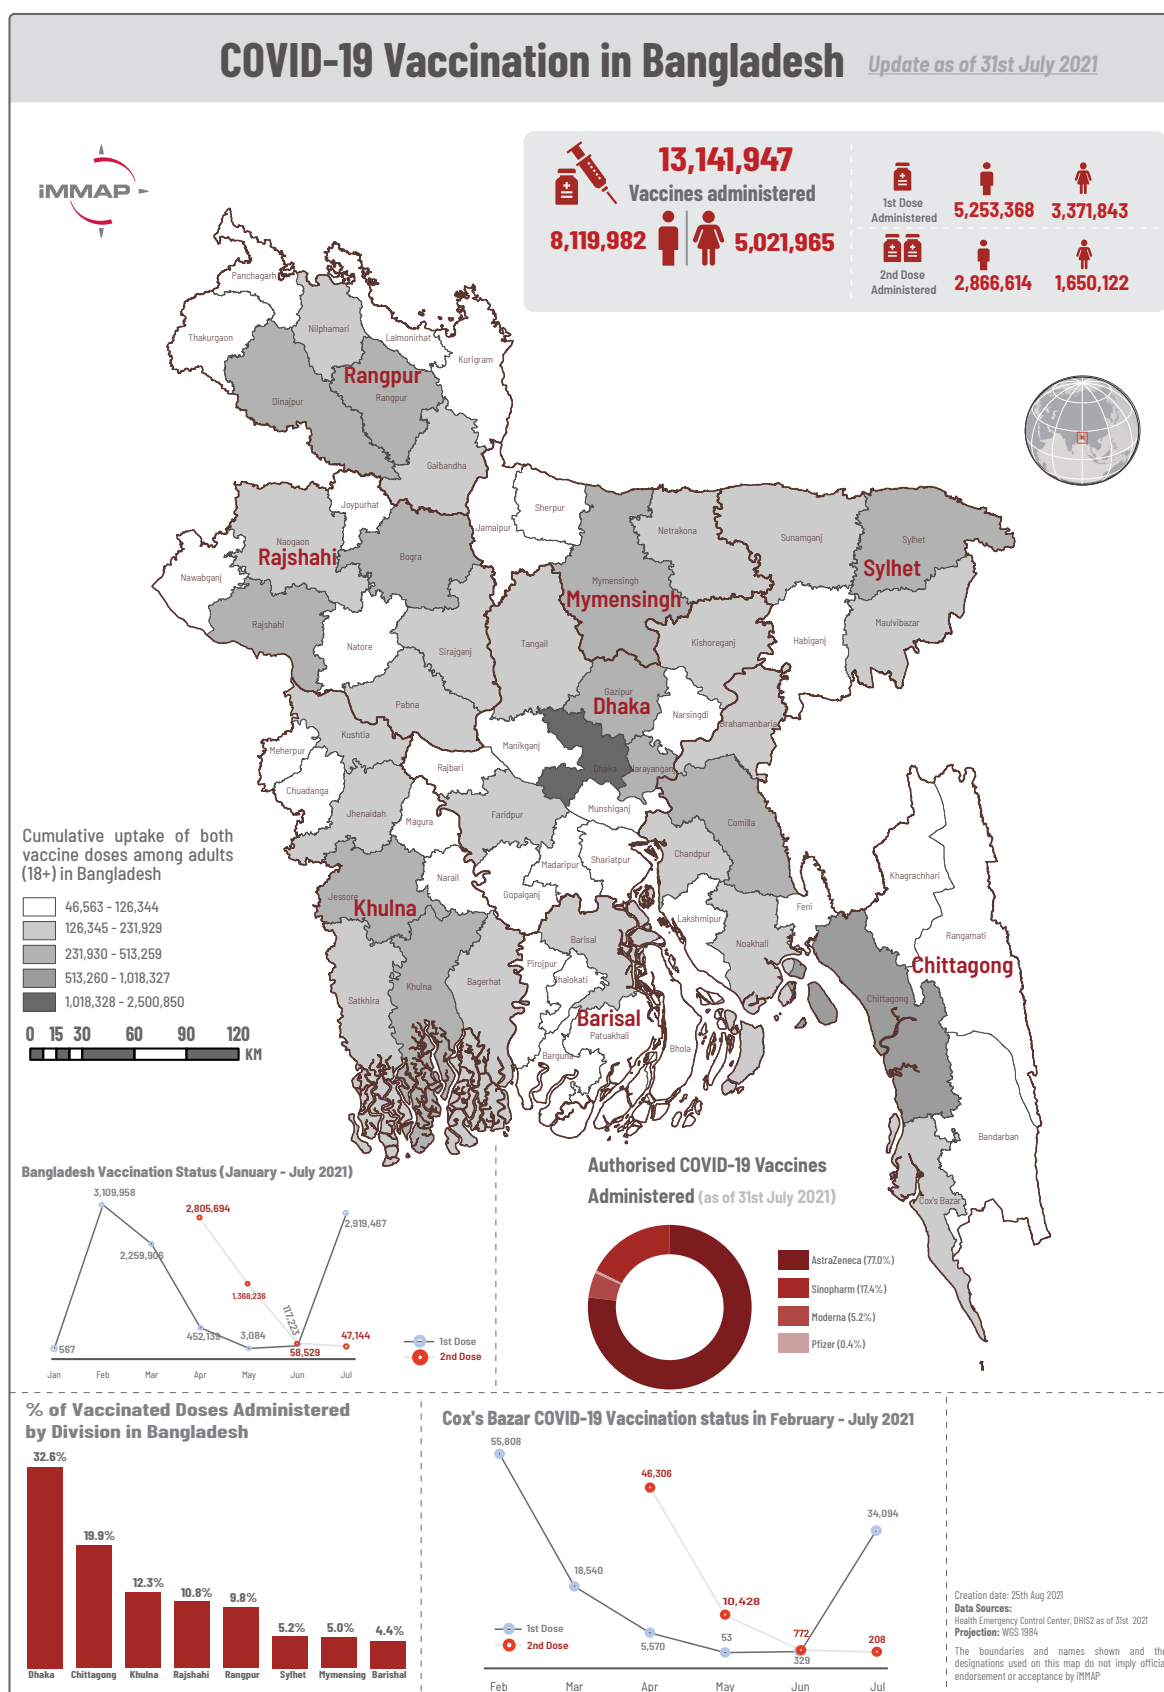 COVID-19 Vaccination in Bangladesh
Update as of 31st July 2021
iMMAP
13,141,947
Vaccines administered
8,119,982
5,021,965
1st Dose
Administered
5,253,368
3,371,843
2nd Dose
Administered
2,866,614
1,650,122
Panchagarh
Thakurgaon
Nilphamari
Lalmonirhat
Kurigram
Rangpur
Rangpur
Dinajpur
Gaibandha
Joypurhat
Jamalpur
Sherpur
Netrakona
Sunamganj
Sylhet
Sylhet
Naogaon
Rajshahi
Bogra
Nawabganj
Mymensingh
Mymensingh
Rajshahi
Natore
Sirajganj
Tangail
Kishoreganj
Habiganj
Maulvibazar
Pabna
Gazipur
Dhaka
Narsingdi
Brahamanbaria
Kushtia
Meherpur
Manikganj
Rajbari
Dhaka
Narayanganj
Chuadanga
Jhenaidah
Magura
Faridpur
Munshiganj
Comilla
Chandpur
Madaripur
Shariatpur
Narail
Gopalganj
Khagrachhari
Jessore
Khulna
Feni
Lakshmipur
Rangamati
Barisal
Noakhali
Chittagong
Pirojpur
Jhalokati
Bagerhat
Khulna
Satkhira
Chittagong
Barisal
Patuakhali
Barguna
Bhola
Bandarban
Cox's Bazar
Cumulative uptake of both
vaccine doses among adults
(18+) in Bangladesh
46,563 - 126,344
126,345 - 231,929
231,930 - 513,259
513,260 - 1,018,327
1,018,328 - 2,500,850
0 15 30 60 90 120
KM
Bangladesh Vaccination Status (January - July 2021)
3,109,958
2,805,694
2,919,467
2,259,906
1,368,236
117,223
452,139
3,084
47,144
567
58,529
1st Dose
2nd Dose
Jan Feb Mar Apr May Jun Jul
Authorised COVID-19 Vaccines
Administered (as of 31st July 2021)
AstraZeneca (77.0%)
Sinopharm (17.4%)
Moderna (5.2%)
Pfizer (0.4%)
% of Vaccinated Doses Administered
by Division in Bangladesh
32.6%
19.9%
12.3%
10.8%
9.8%
5.2%
5.0%
4.4%
Dhaka Chittagong Khulna Rajshahi Rangpur Sylhet Mymensing Barishal
Cox's Bazar COVID-19 Vaccination status in February - July 2021
55,808
46,306
34,094
18,540
10,428
5,570
53
772
329
208
1st Dose
2nd Dose
Feb Mar Apr May Jun Jul
Creation date: 25th Aug 2021
Data Sources:
Health Emergency Control Center, DHIS2 as of 31st 2021
Projection: WGS 1984
The boundaries and names shown and the
designations used on this map do not imply official
endorsement or acceptance by iMMAP